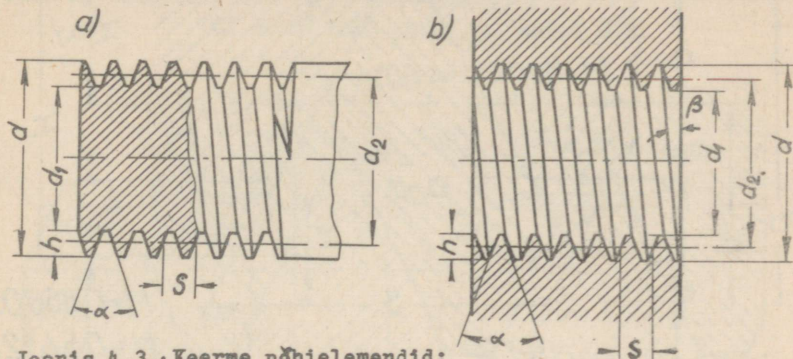 a)
b)
d
d₁
h
α
S
d₂
β
d₁
d₂
d
h
α
S
Joonis 4.3. Keerme põhielemendid: